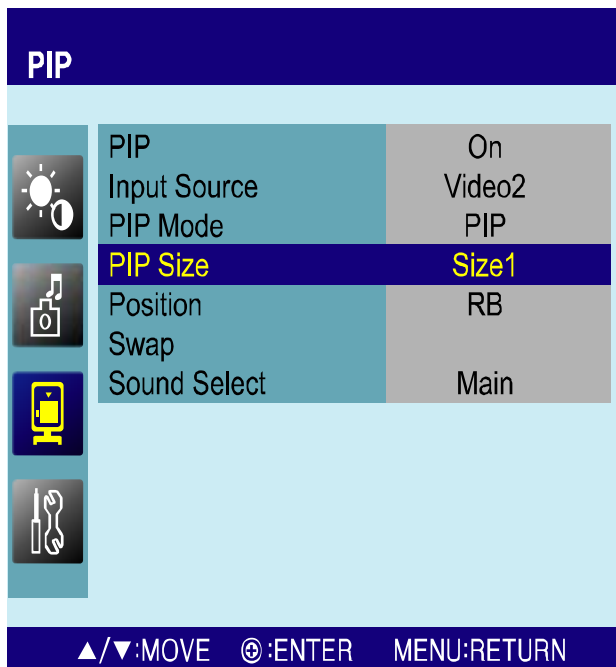 PIP
PIP On
Input Source Video2
PIP Mode PIP
PIP Size Size1
Position RB
Swap
Sound Select Main
▲/▼:MOVE ⊕:ENTER MENU:RETURN